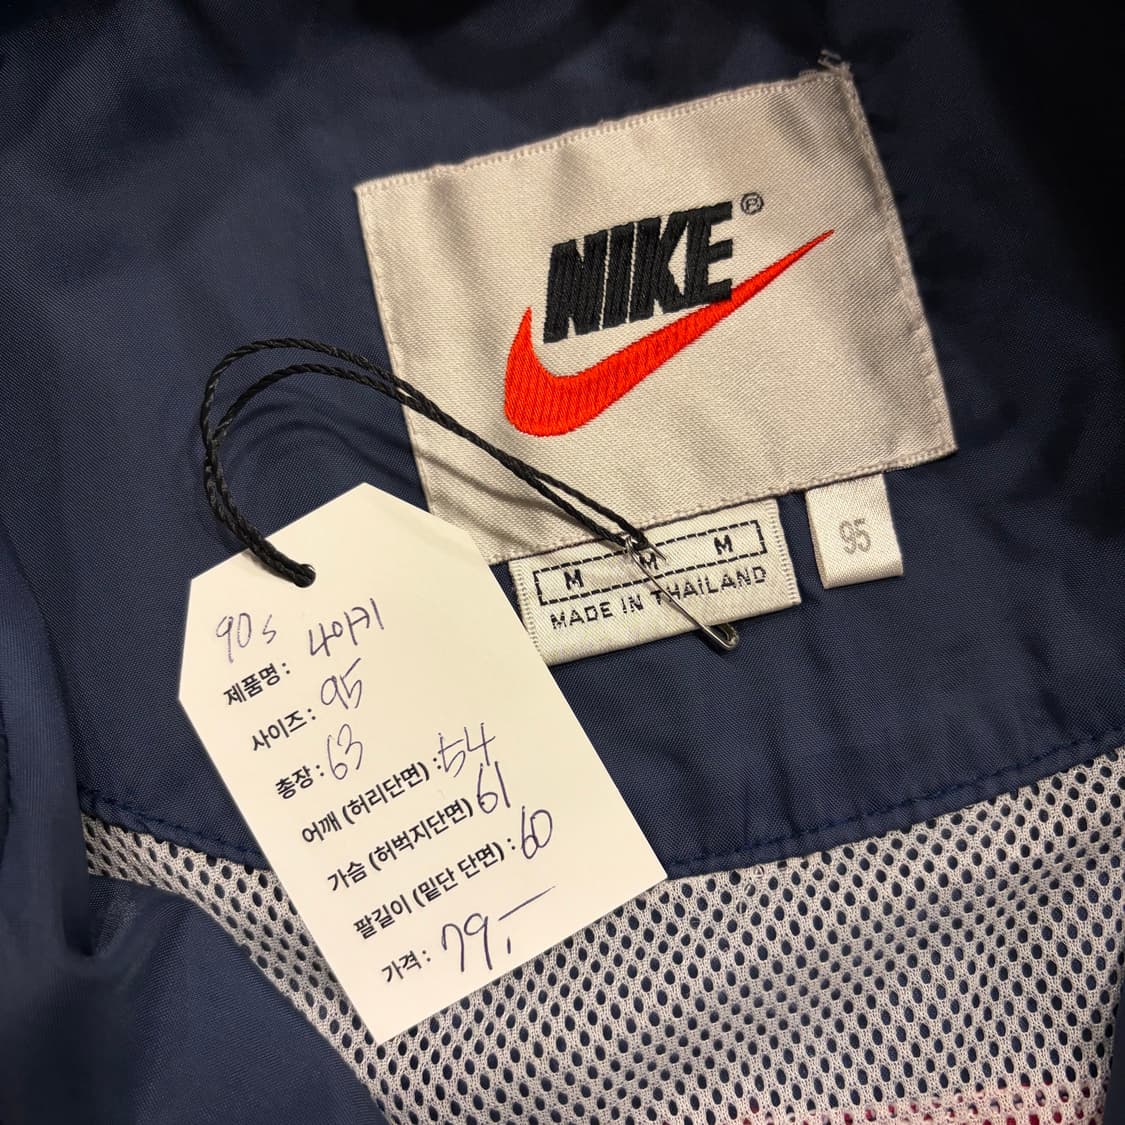 NIKE®
95
M M M
MADE IN THAILAND
90s
제품명 : 나이키
사이즈 : 95
총장 : 63
어깨 (허리단면) : 54
가슴 (허벅지단면) 61
팔길이 (밑단 단면) : 60
가격 : 79,-